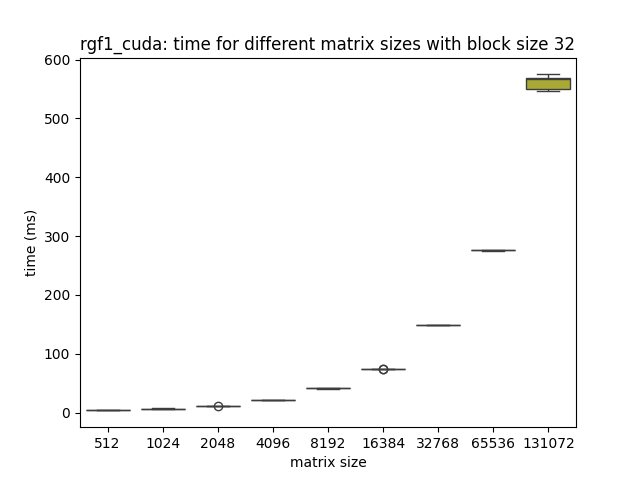 rgf1_cuda: time for different matrix sizes with block size 32
600
500
400
300
200
100
0
time (ms)
512 1024 2048 4096 8192 16384 32768 65536 131072
matrix size